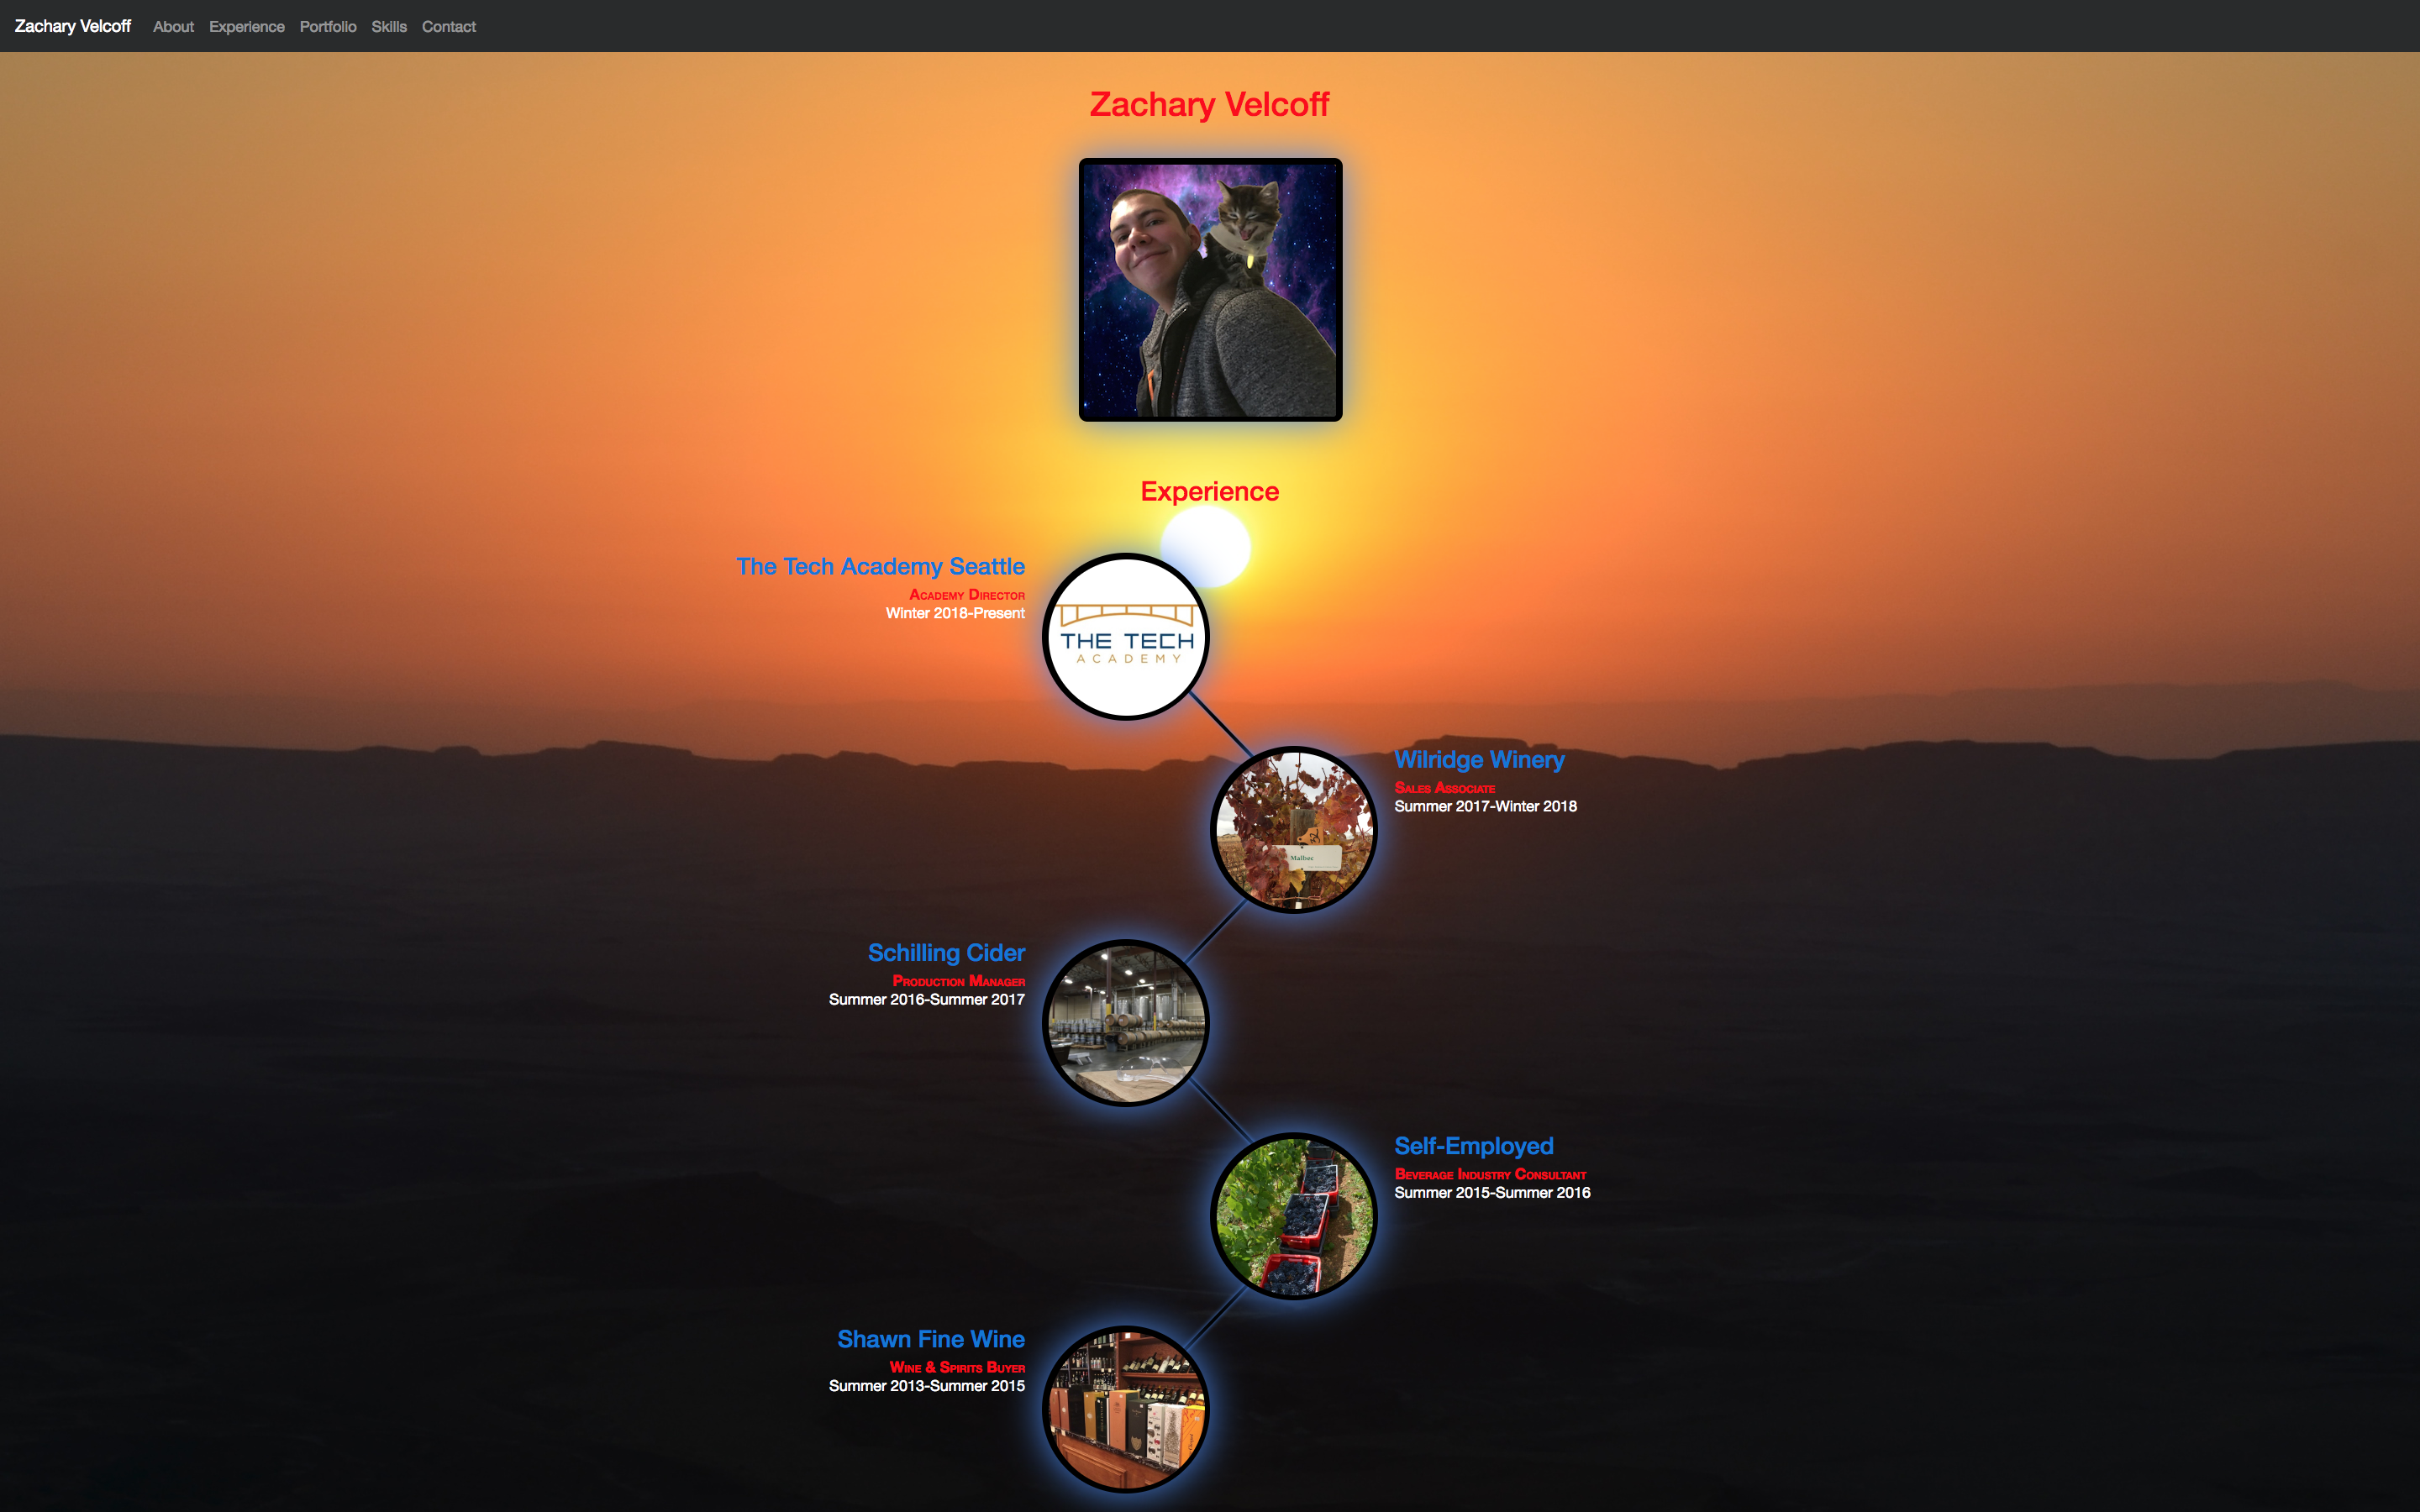 Zachary Velcoff About Experience Portfolio Skills Contact
Zachary Velcoff
Experience
The Tech Academy Seattle
Academy Director
Winter 2018-Present
THE TECH
ACADEMY
Wilridge Winery
Sales Associate
Summer 2017-Winter 2018
32
Malbec
Schilling Cider
Production Manager
Summer 2016-Summer 2017
Self-Employed
Beverage Industry Consultant
Summer 2015-Summer 2016
Shawn Fine Wine
Wine & Spirits Buyer
Summer 2013-Summer 2015